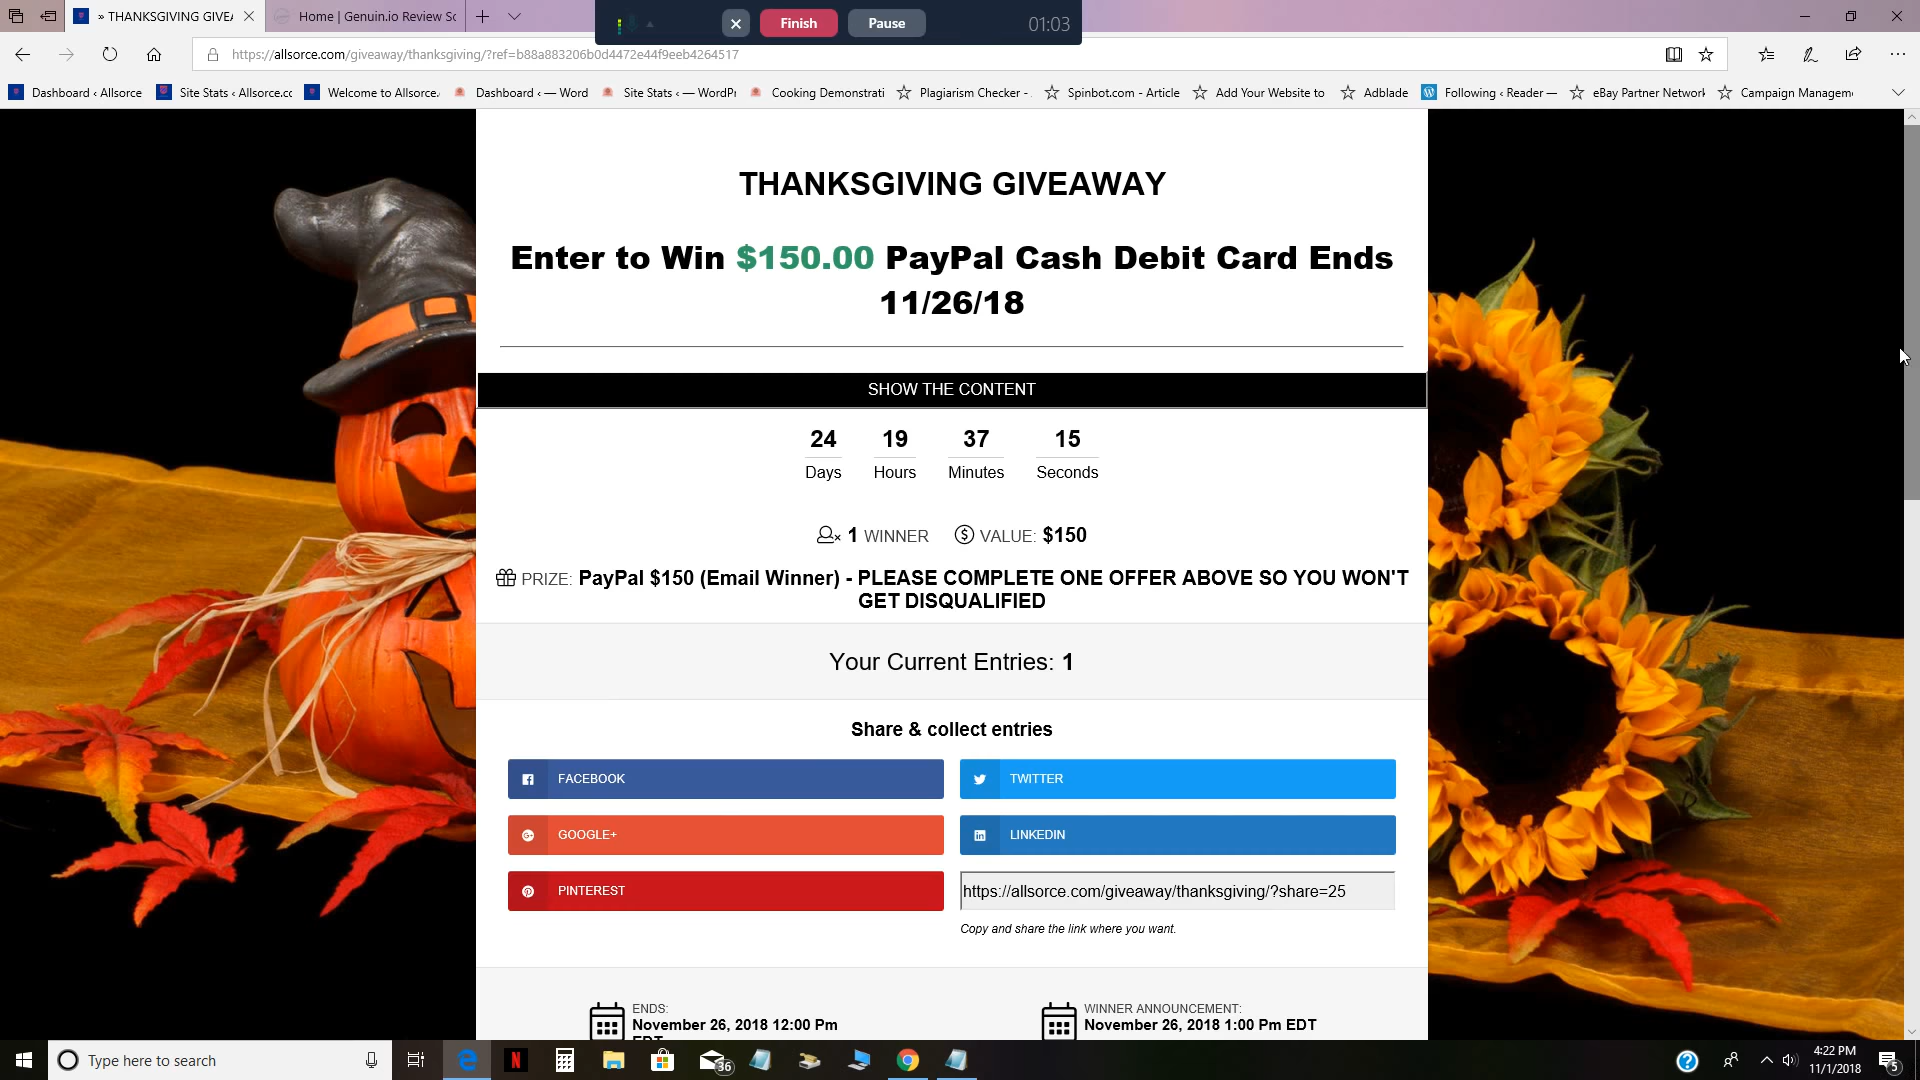 » THANKSGIVING GIVEA
Home | Genuin.io Review Sc
Finish
Pause
01:03
https://allsorce.com/giveaway/thanksgiving/?ref=b88a883206b0d4472e44f9eeb4264517
Dashboard ‹ Allsorce
Site Stats ‹ Allsorce.cc
Welcome to Allsorce.
Dashboard ‹ — Word
Site Stats ‹ — WordPr
Cooking Demonstrati
Plagiarism Checker -
Spinbot.com - Article
Add Your Website to
Adblade
Following ‹ Reader —
eBay Partner Network
Campaign Managem
THANKSGIVING GIVEAWAY
Enter to Win $150.00 PayPal Cash Debit Card Ends
11/26/18
SHOW THE CONTENT
24 19 37 15
Days Hours Minutes Seconds
1 WINNER VALUE: $150
PRIZE: PayPal $150 (Email Winner) - PLEASE COMPLETE ONE OFFER ABOVE SO YOU WON'T
GET DISQUALIFIED
Your Current Entries: 1
Share & collect entries
FACEBOOK
TWITTER
GOOGLE+
LINKEDIN
PINTEREST
https://allsorce.com/giveaway/thanksgiving/?share=25
Copy and share the link where you want.
ENDS:
November 26, 2018 12:00 Pm
EDT
WINNER ANNOUNCEMENT:
November 26, 2018 1:00 Pm EDT
Type here to search
N
36
4:22 PM
11/1/2018
5